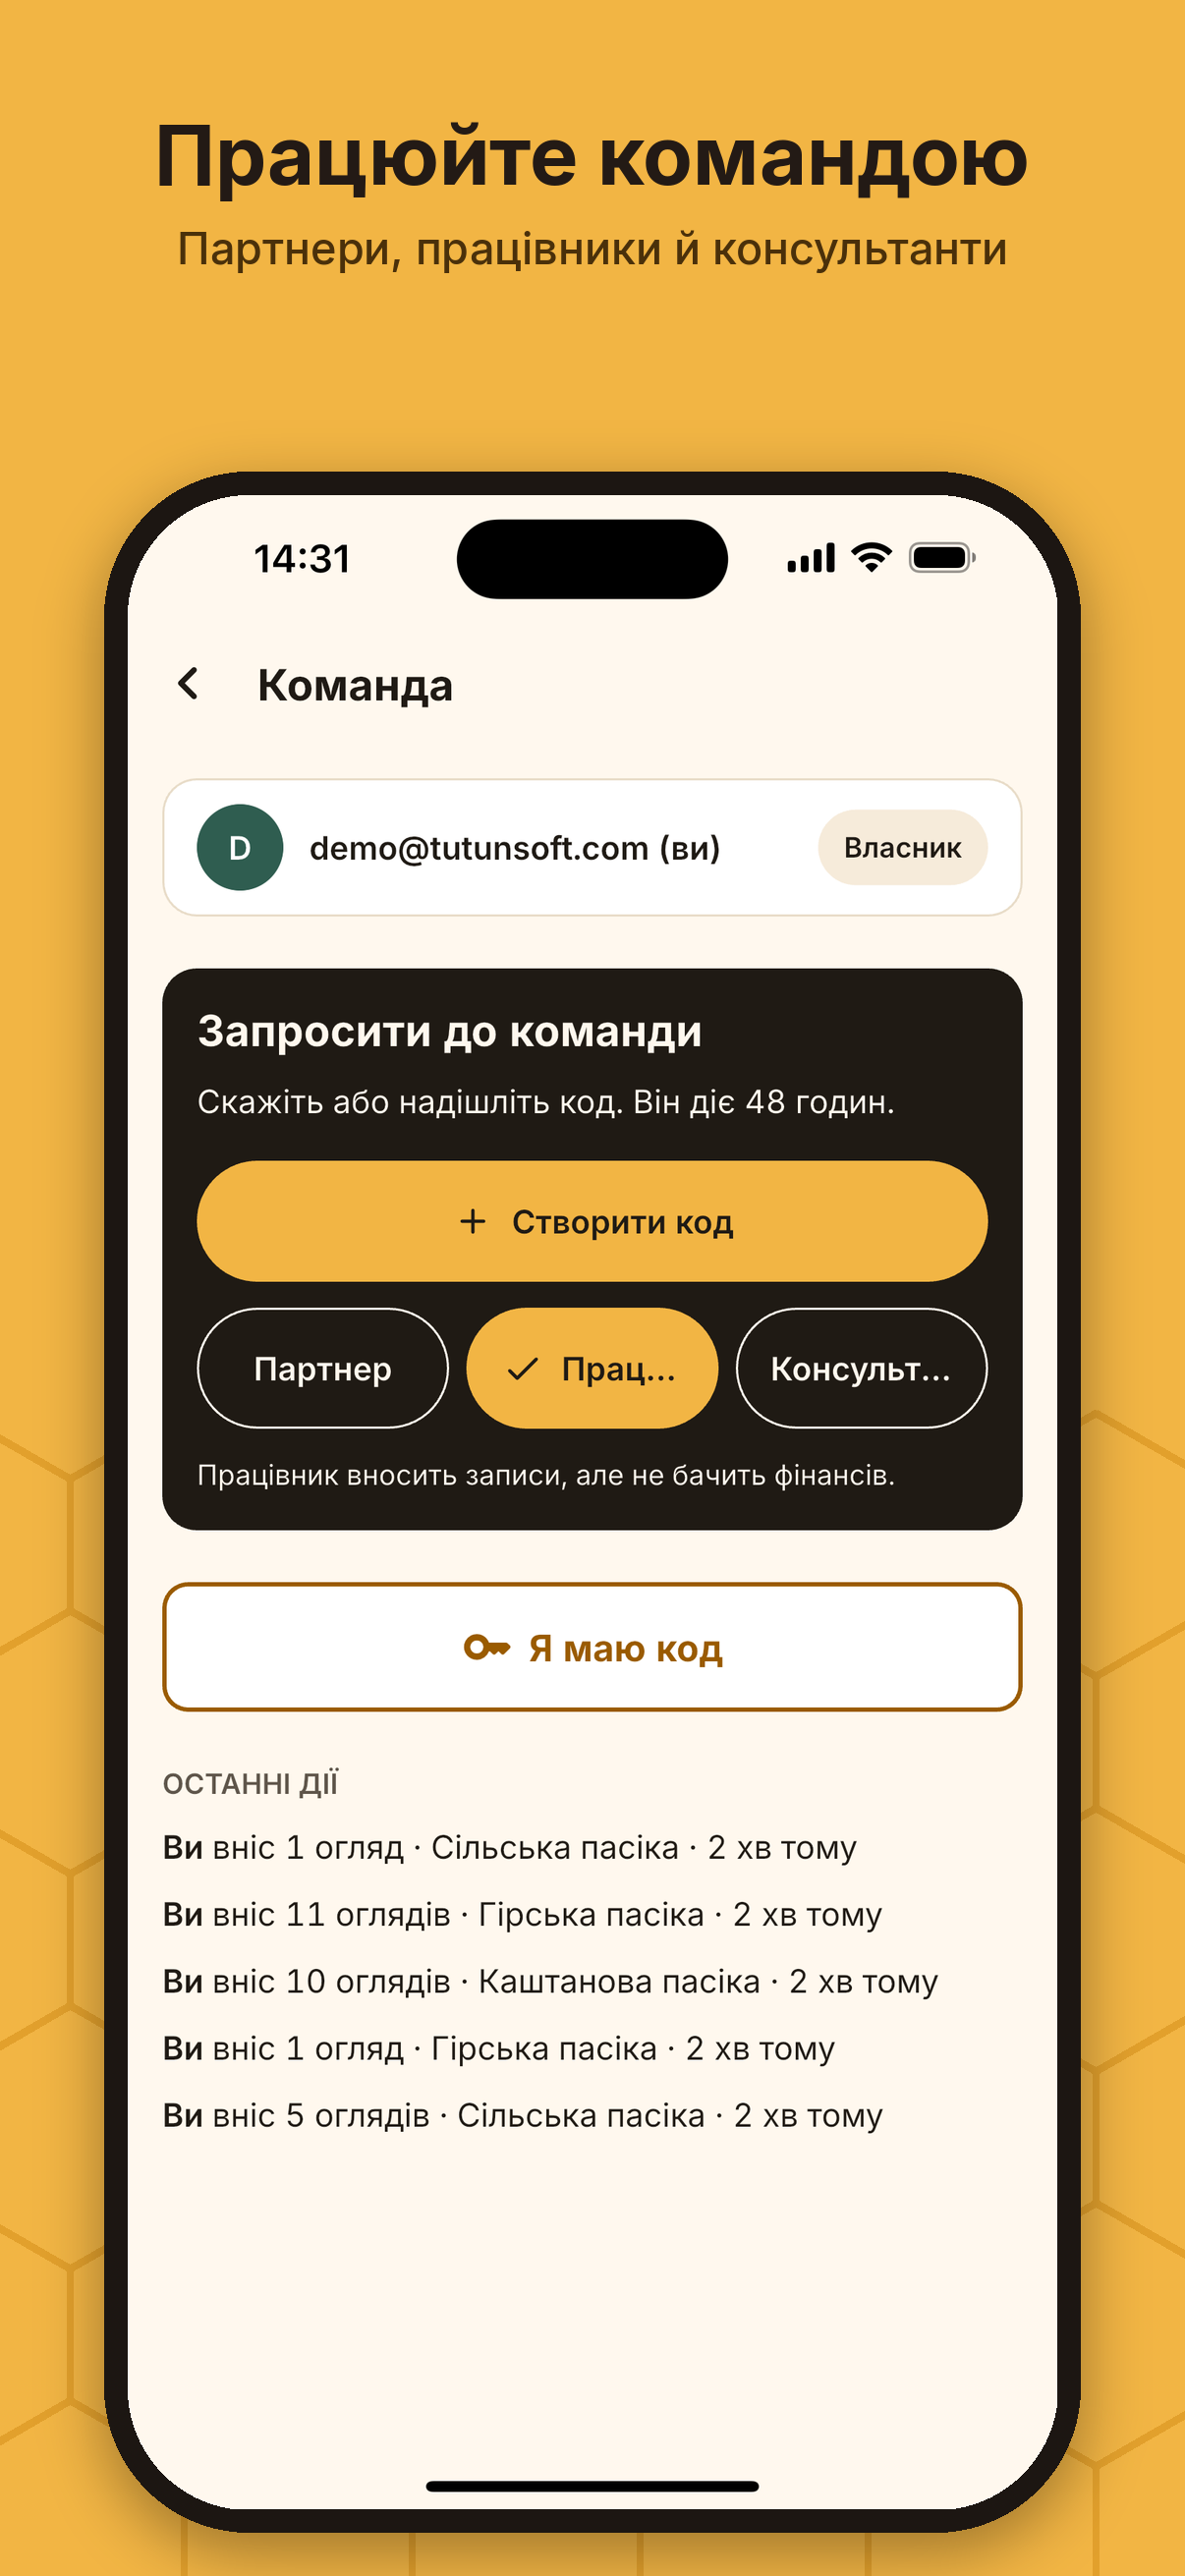 Працюйте командою
Партнери, працівники й консультанти
14:31
Команда
D
demo@tutunsoft.com (ви)
Власник
Запросити до команди
Скажіть або надішліть код. Він діє 48 годин.
+ Створити код
Партнер
Прац...
Консульт...
Працівник вносить записи, але не бачить фінансів.
Я маю код
ОСТАННІ ДІЇ
Ви вніс 1 огляд · Сільська пасіка · 2 хв тому
Ви вніс 11 оглядів · Гірська пасіка · 2 хв тому
Ви вніс 10 оглядів · Каштанова пасіка · 2 хв тому
Ви вніс 1 огляд · Гірська пасіка · 2 хв тому
Ви вніс 5 оглядів · Сільська пасіка · 2 хв тому